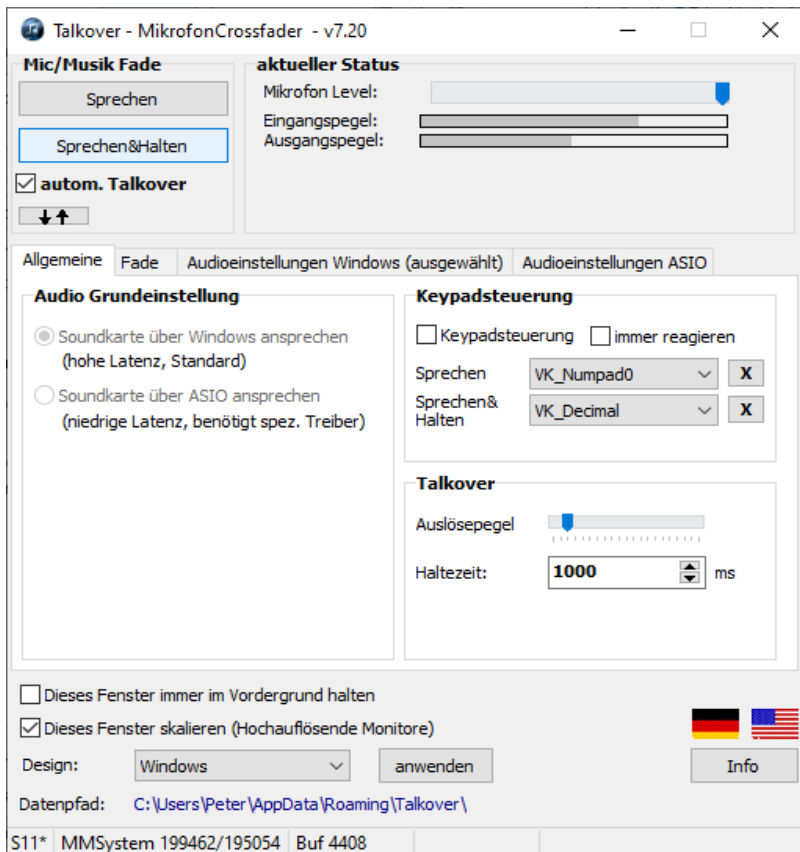 Talkover - MikrofonCrossfader - v7.20
Mic/Musik Fade
Sprechen
Sprechen&Halten
autom. Talkover
aktueller Status
Mikrofon Level:
Eingangspegel:
Ausgangspegel:
Allgemeine
Fade
Audioeinstellungen Windows (ausgewählt)
Audioeinstellungen ASIO
Audio Grundeinstellung
Soundkarte über Windows ansprechen
(hohe Latenz, Standard)
Soundkarte über ASIO ansprechen
(niedrige Latenz, benötigt spez. Treiber)
Keypadsteuerung
Keypadsteuerung
immer reagieren
Sprechen
VK_Numpad0
X
Sprechen&
Halten
VK_Decimal
X
Talkover
Auslösepegel
Haltezeit:
1000
ms
Dieses Fenster immer im Vordergrund halten
Dieses Fenster skalieren (Hochauflösende Monitore)
Design:
Windows
anwenden
Info
Datenpfad:
C:\Users\Peter\AppData\Roaming\Talkover\
S11*
MMSystem 199462/195054
Buf 4408